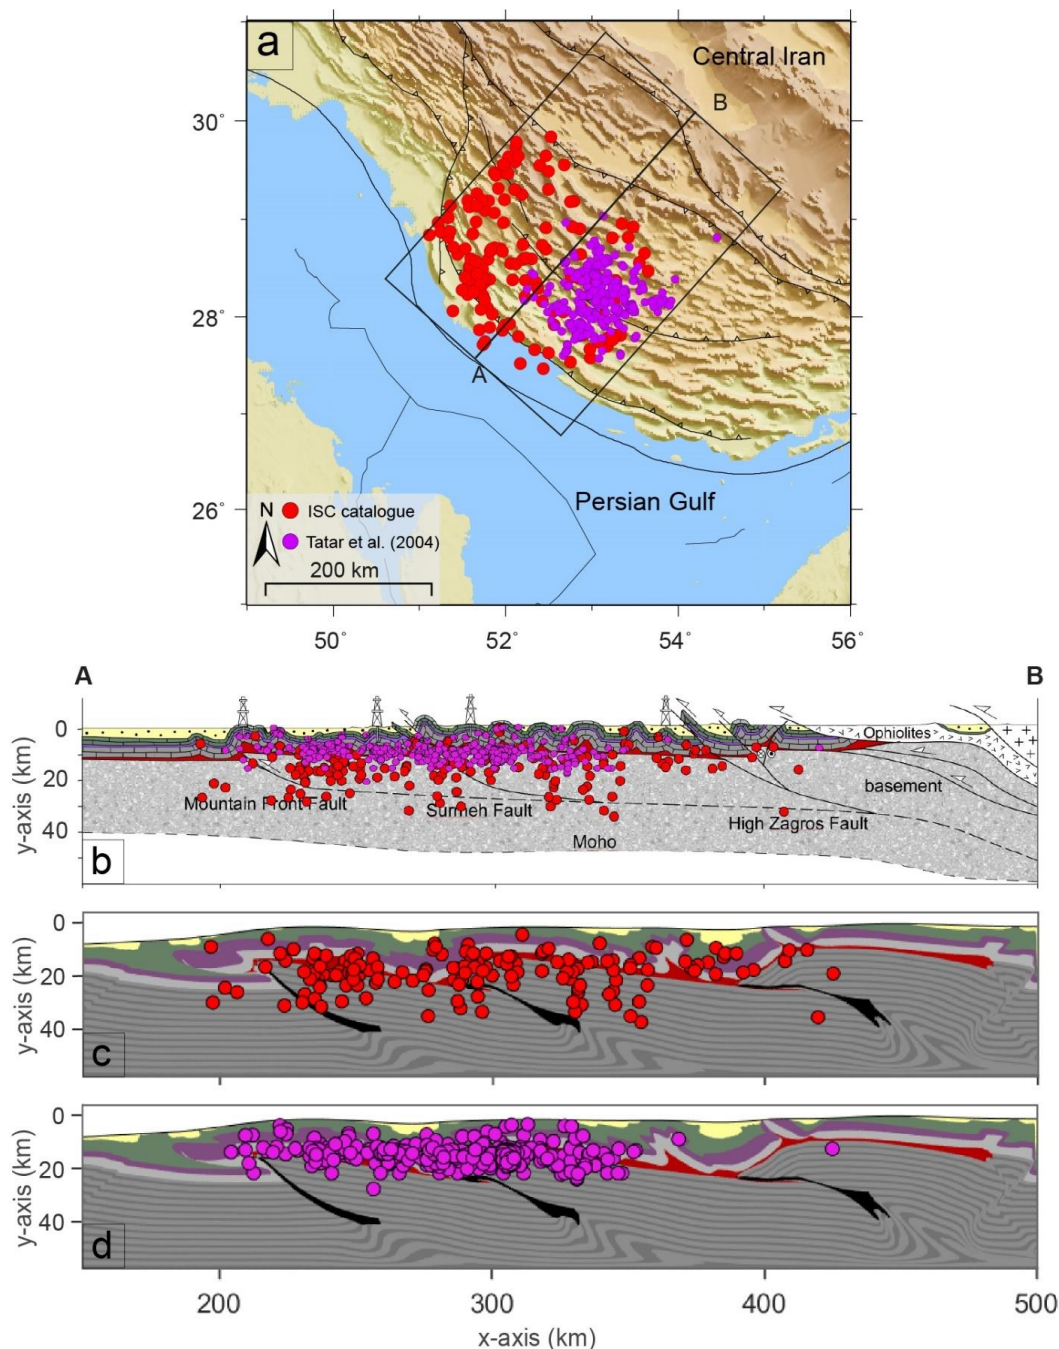 a
Central Iran
B
30°
28°
A
Persian Gulf
26°
N
ISC catalogue
Tatar et al. (2004)
200 km
50°
52°
54°
56°
A
B
0
20
40
y-axis (km)
Ophiolites
basement
Mountain Front Fault
Surmeh Fault
High Zagros Fault
Moho
b
0
20
40
y-axis (km)
c
0
20
40
y-axis (km)
d
200
300
400
500
x-axis (km)